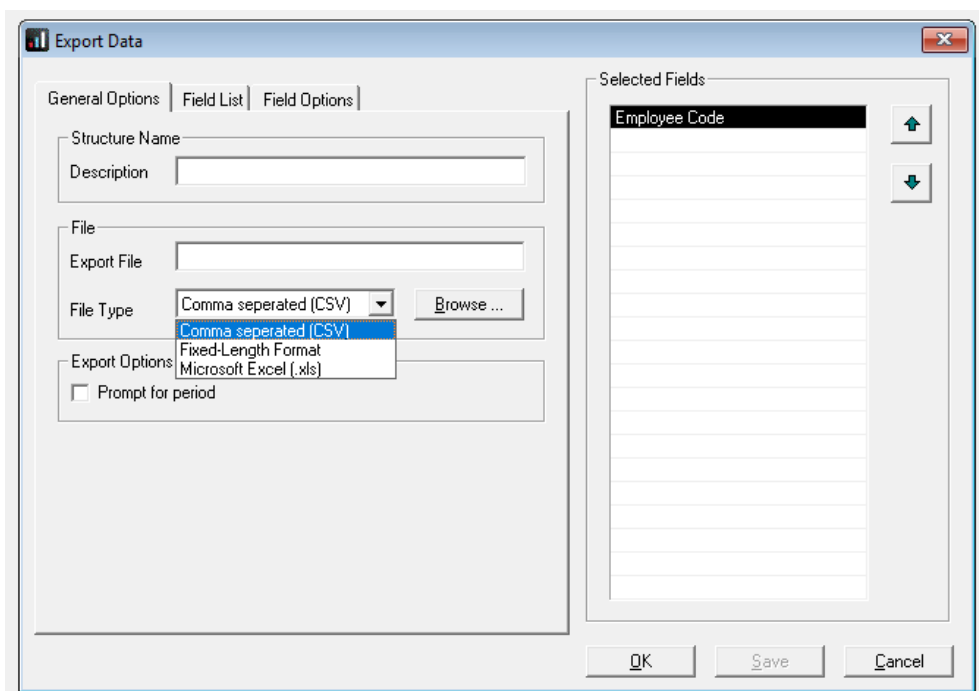 Export Data
General Options Field List Field Options
Structure Name
Description
File
Export File
File Type Comma seperated (CSV) Browse ...
Comma seperated (CSV)
Fixed-Length Format
Microsoft Excel (.xls)
Export Options
Prompt for period
Selected Fields
Employee Code
OK Save Cancel